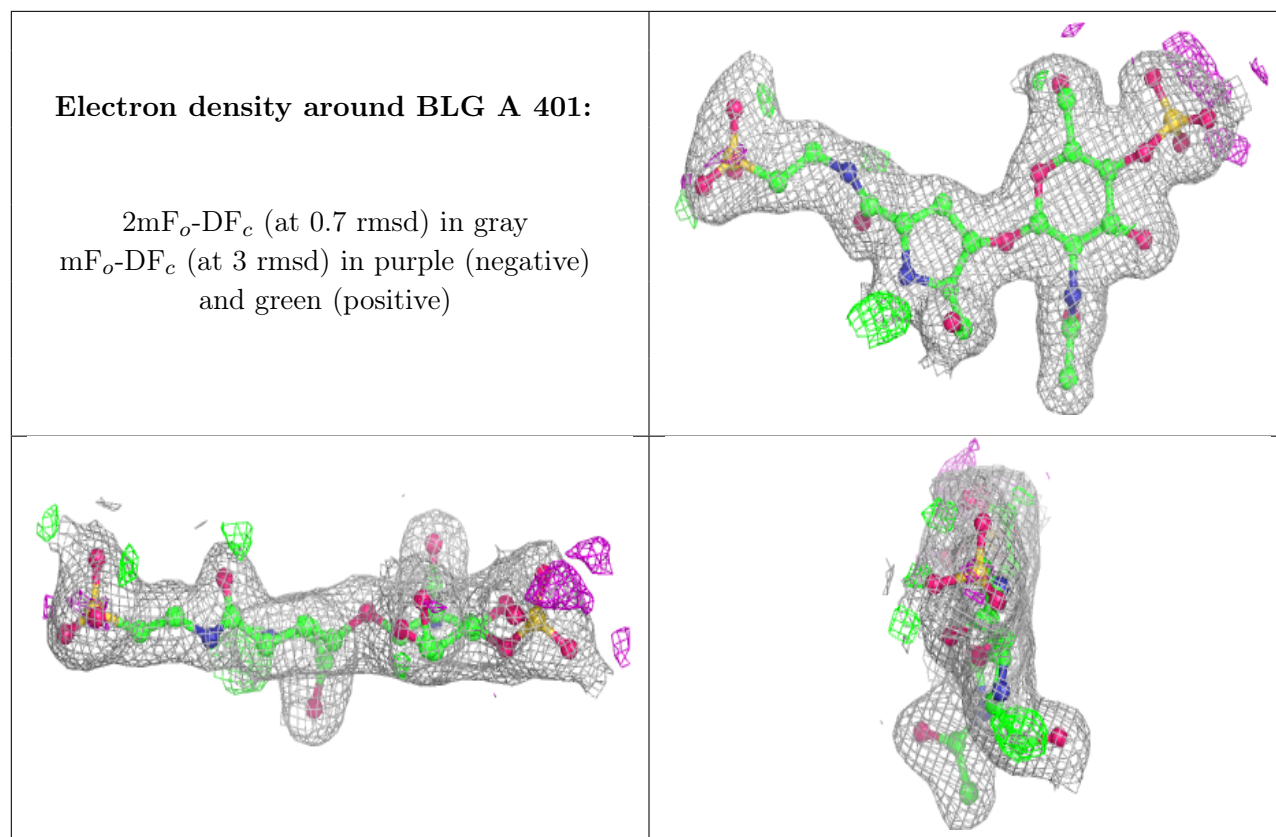 Electron density around BLG A 401:
2mFo-DFc (at 0.7 rmsd) in gray
mFo-DFc (at 3 rmsd) in purple (negative)
and green (positive)